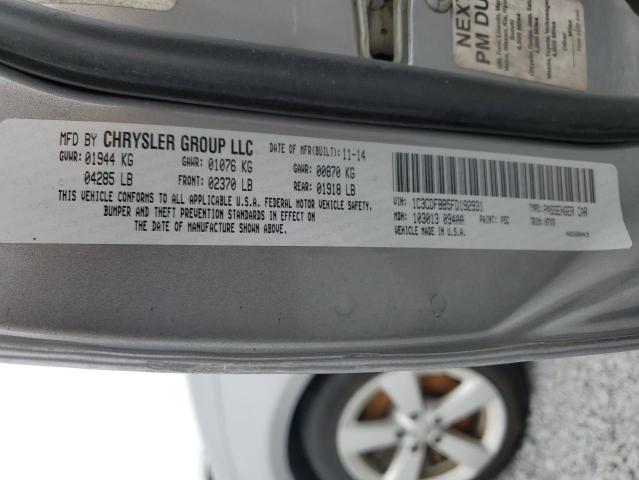 NEXT
PM DU
MFD BY CHRYSLER GROUP LLC
DATE OF MFR(BUILT): 11-14
GVWR: 01944 KG
GAWR: 01076 KG
GAWR: 00870 KG
04285 LB
FRONT: 02370 LB
REAR: 01918 LB
THIS VEHICLE CONFORMS TO ALL APPLICABLE U.S.A. FEDERAL MOTOR VEHICLE SAFETY,
BUMPER AND THEFT PREVENTION STANDARDS IN EFFECT ON
THE DATE OF MANUFACTURE SHOWN ABOVE.
VIN: 1C3CDFBB5FD192931
TYPE: PASSENGER CAR
MDH: 103013 094AA
PAINT: PSC
VEHICLE MADE IN U.S.A.